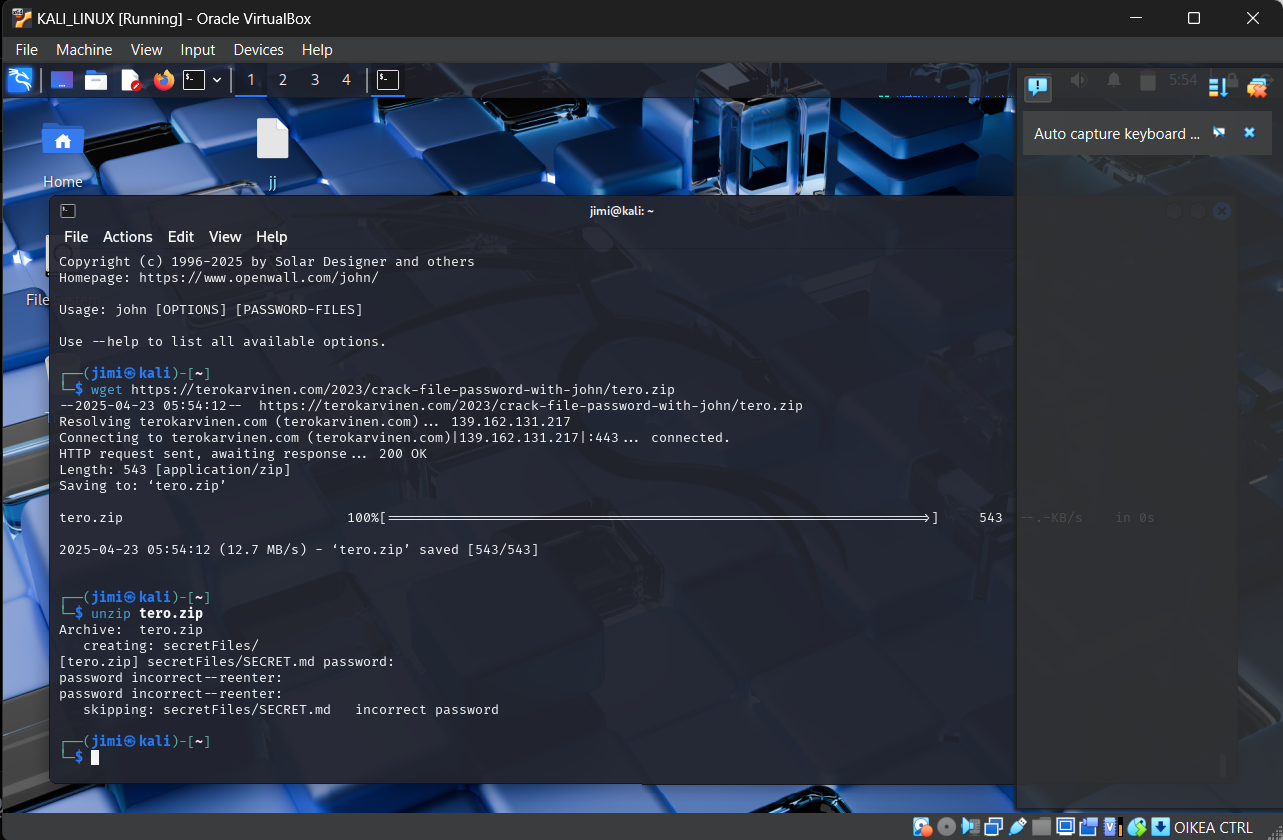 KALI_LINUX [Running] - Oracle VirtualBox
File Machine View Input Devices Help
1 2 3 4
5:54
Auto capture keyboard ...
Home
jj
File
jimi@kali: ~
File Actions Edit View Help
Copyright (c) 1996-2025 by Solar Designer and others
Homepage: https://www.openwall.com/john/
Usage: john [OPTIONS] [PASSWORD-FILES]
Use --help to list all available options.
┌──(jimi㉿kali)-[~]
└─$ wget https://terokarvinen.com/2023/crack-file-password-with-john/tero.zip
--2025-04-23 05:54:12-- https://terokarvinen.com/2023/crack-file-password-with-john/tero.zip
Resolving terokarvinen.com (terokarvinen.com)... 139.162.131.217
Connecting to terokarvinen.com (terokarvinen.com)|139.162.131.217|:443... connected.
HTTP request sent, awaiting response... 200 OK
Length: 543 [application/zip]
Saving to: ‘tero.zip’
tero.zip 100%[===================================================================>] 543 --.-KB/s in 0s
2025-04-23 05:54:12 (12.7 MB/s) - ‘tero.zip’ saved [543/543]
┌──(jimi㉿kali)-[~]
└─$ unzip tero.zip
Archive: tero.zip
creating: secretFiles/
[tero.zip] secretFiles/SECRET.md password:
password incorrect--reenter:
password incorrect--reenter:
skipping: secretFiles/SECRET.md incorrect password
┌──(jimi㉿kali)-[~]
└─$
OIKEA CTRL